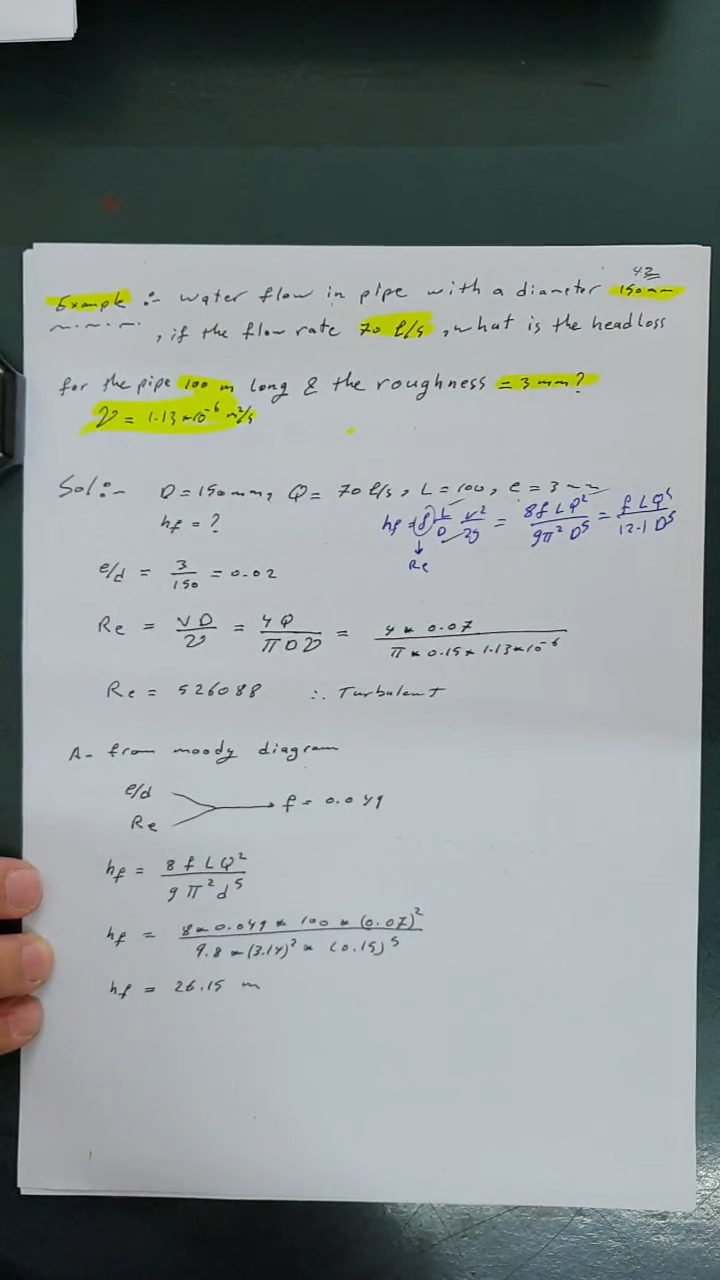 42
Example :- water flow in pipe with a diameter 150mm
, if the flow rate 70 l/s, what is the head loss
for the pipe 100 m long & the roughness = 3 mm?
ν = 1.13*10⁻⁶ m²/s
Sol:- D=150mm, Q= 70 l/s, L=100, e=3mm
hf = ?
hf = f L/D V²/2g = 8fLQ²/gπ²D⁵ = fLQ²/12.1 D⁵
Re
e/d = 3/150 = 0.02
Re = VD/ν = 4Q/πDν = 4 * 0.07/π * 0.15 * 1.13*10⁻⁶
Re = 526088 ∴ Turbulent
A- from moody diagram
e/d
Re
f = 0.049
hf = 8 f L Q²/g π² d⁵
hf = 8* 0.049 * 100 * (0.07)²/9.8 * (3.14)² * (0.15)⁵
hf = 26.15 m